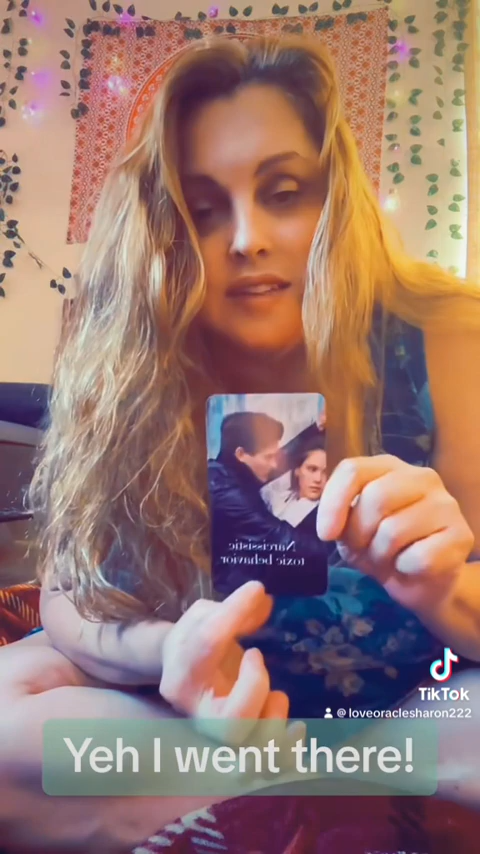 Narcissistic
toxic behavior
TikTok
@loveoraclesharon222
Yeh I went there!